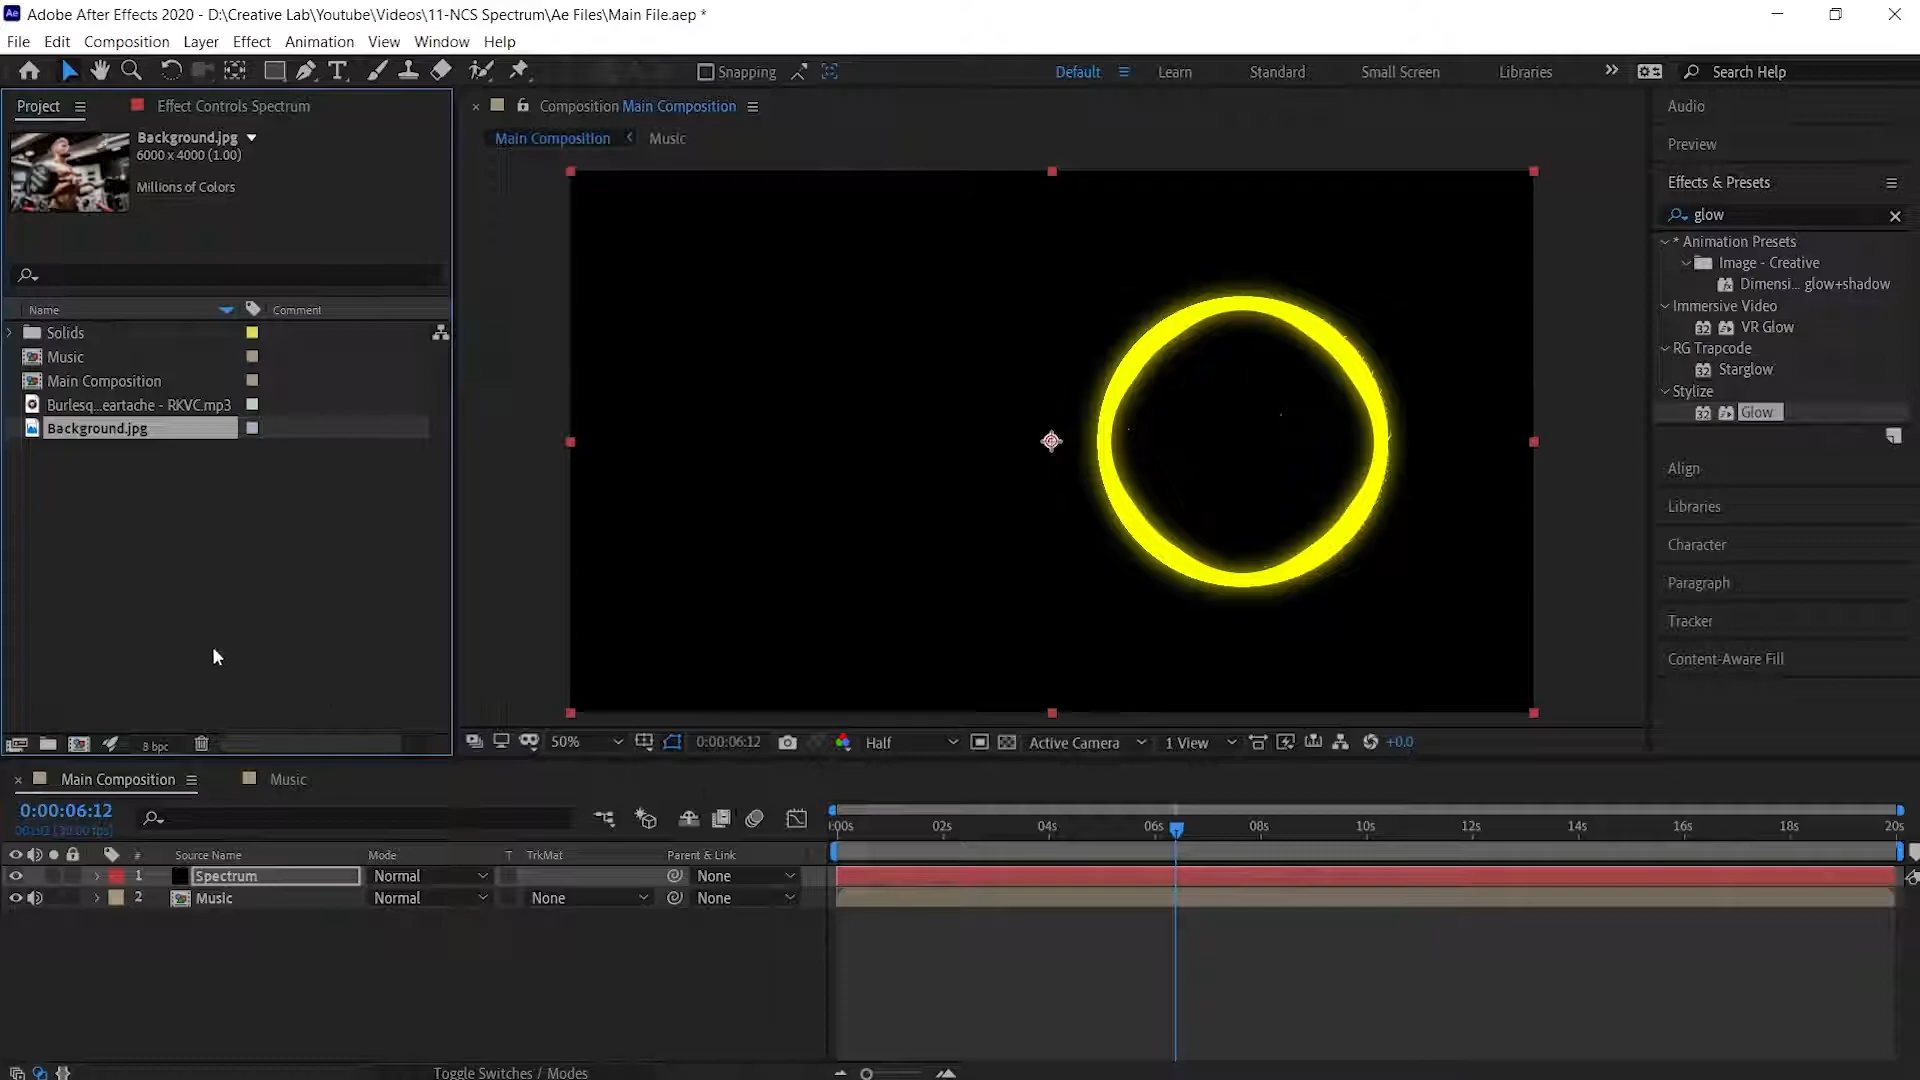 Adobe After Effects 2020 - D:\Creative Lab\Youtube\Videos\11-NCS Spectrum\Ae Files\Main File.aep *
File Edit Composition Layer Effect Animation View Window Help
Snapping Default Learn Standard Small Screen Libraries Search Help
Project Effect Controls Spectrum
Background.jpg
6000 x 4000 (1.00)
Millions of Colors
Name Comment
Solids
Music
Main Composition
Burlesq...eartache - RKVC.mp3
Background.jpg
8 bpc
Composition Main Composition
Main Composition Music
50% 0:00:06:12 Half Active Camera 1 View +0.0
Audio
Preview
Effects & Presets
glow
* Animation Presets
Image - Creative
Dimensi... glow+shadow
Immersive Video
VR Glow
RG Trapcode
Starglow
Stylize
Glow
Align
Libraries
Character
Paragraph
Tracker
Content-Aware Fill
Main Composition Music
0:00:06:12
00192 (30.00 fps)
:00s 02s 04s 06s 08s 10s 12s 14s 16s 18s 20s
# Source Name Mode T TrkMat Parent & Link
1 Spectrum Normal None
2 Music Normal None None
Toggle Switches / Modes